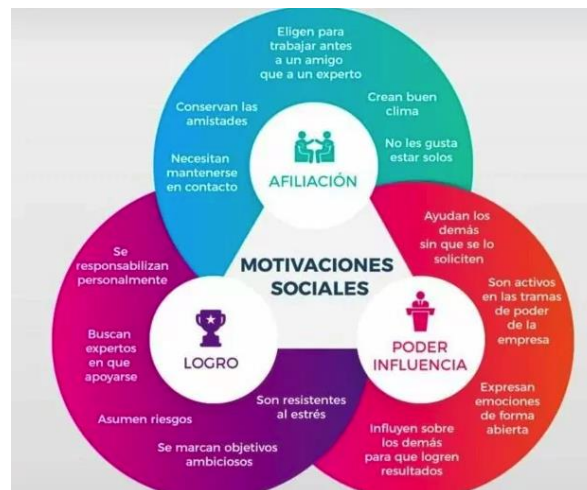 Eligen para
trabajar antes
a un amigo
que a un experto
Conservan las
amistades
Crean buen
clima
Necesitan
mantenerse
en contacto
No les gusta
estar solos
AFILIACIÓN
MOTIVACIONES
SOCIALES
Ayudan los
demás
sin que se lo
soliciten
Son activos
en las tramas
de poder
de la
empresa
PODER
INFLUENCIA
Expresan
emociones
de forma
abierta
Influyen sobre
los demás
para que logren
resultados
Se
responsabilizan
personalmente
Buscan
expertos
en que
apoyarse
LOGRO
Asumen riesgos
Son resistentes
al estrés
Se marcan objetivos
ambiciosos